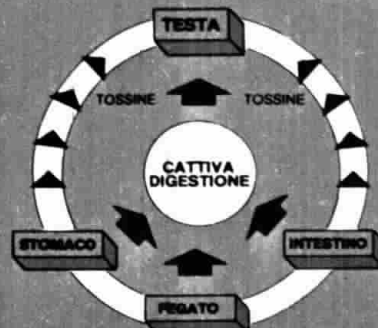 TESTA
TOSSINE TOSSINE
CATTIVA
DIGESTIONE
STOMACO
INTESTINO
FEGATO